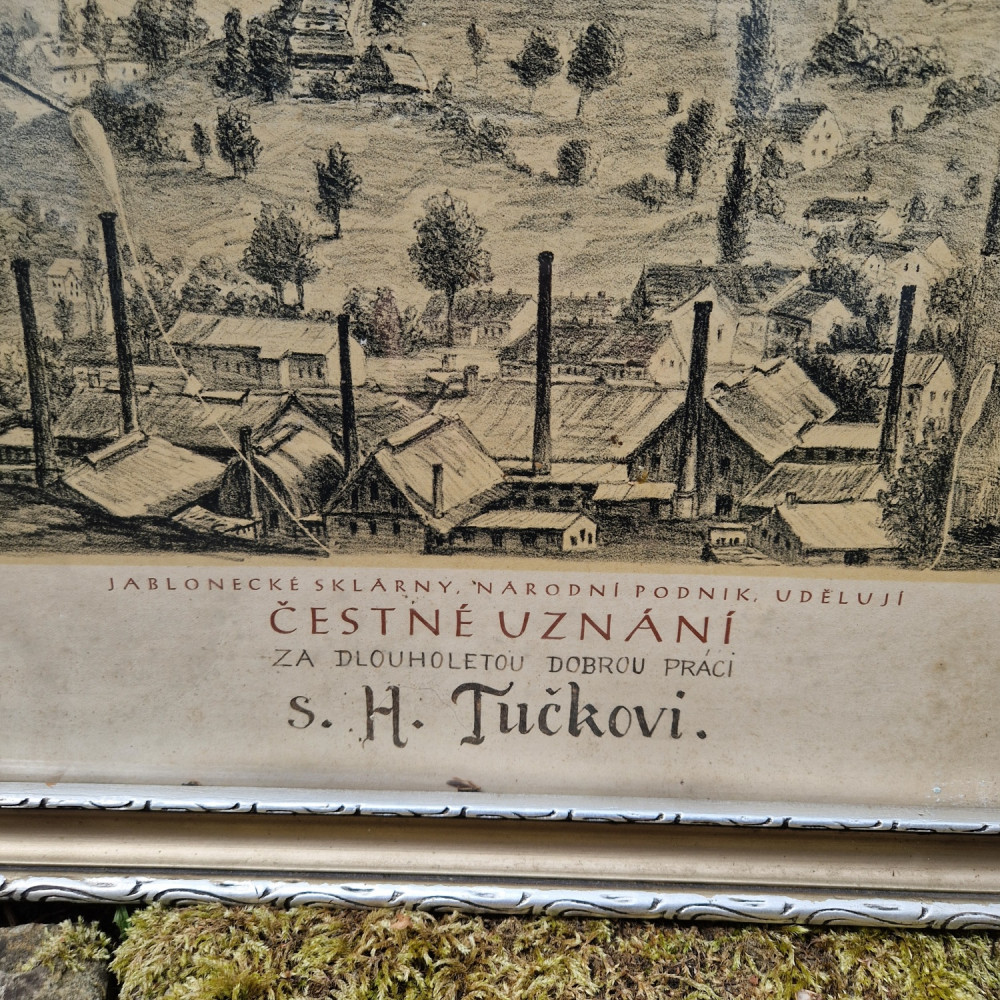 JABLONECKÉ SKLÁRNY, NÁRODNÍ PODNIK, UDĚLUJÍ
ČESTNÉ UZNÁNÍ
ZA DLOUHOLETOU DOBROU PRÁCI
s. H. Tučkovi.